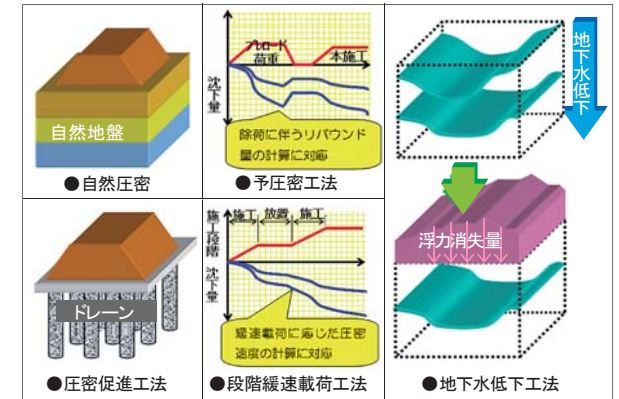 自然地盤
●自然圧密
プレロード
荷重
本施工
沈下量
除荷に伴うリバウンド
量の計算に対応
●予圧密工法
地下水低下
浮力消失量
●地下水低下工法
ドレーン
●圧密促進工法
施工
放置
施工
施工段階
沈下量
緩速載荷に応じた圧密
速度の計算に対応
●段階緩速載荷工法